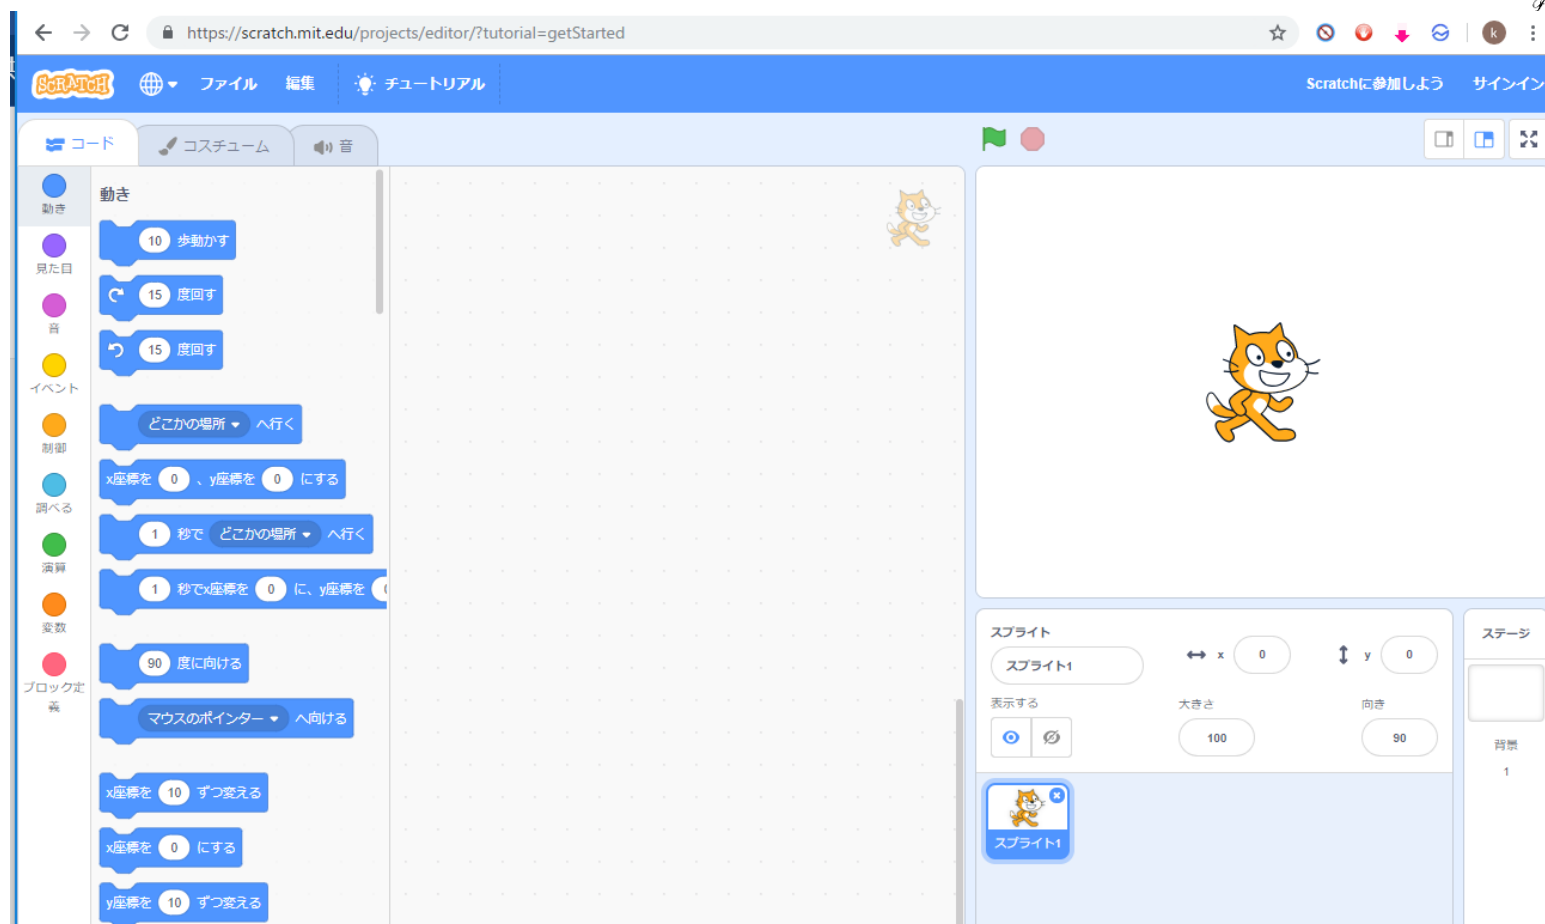 https://scratch.mit.edu/projects/editor/?tutorial=getStarted
k
SCRATCH ファイル 編集 チュートリアル Scratchに参加しよう サインイン
コード コスチューム 音
動き
見た目
音
イベント
制御
調べる
演算
変数
ブロック定
義
動き
10 歩動かす
15 度回す
15 度回す
どこかの場所 へ行く
x座標を 0 、y座標を 0 にする
1 秒で どこかの場所 へ行く
1 秒でx座標を 0 に、y座標を
90 度に向ける
マウスのポインター へ向ける
x座標を 10 ずつ変える
x座標を 0 にする
y座標を 10 ずつ変える
スプライト
スプライト1 x 0 y 0
表示する 大きさ 向き
100 90
スプライト1
ステージ
背景
1